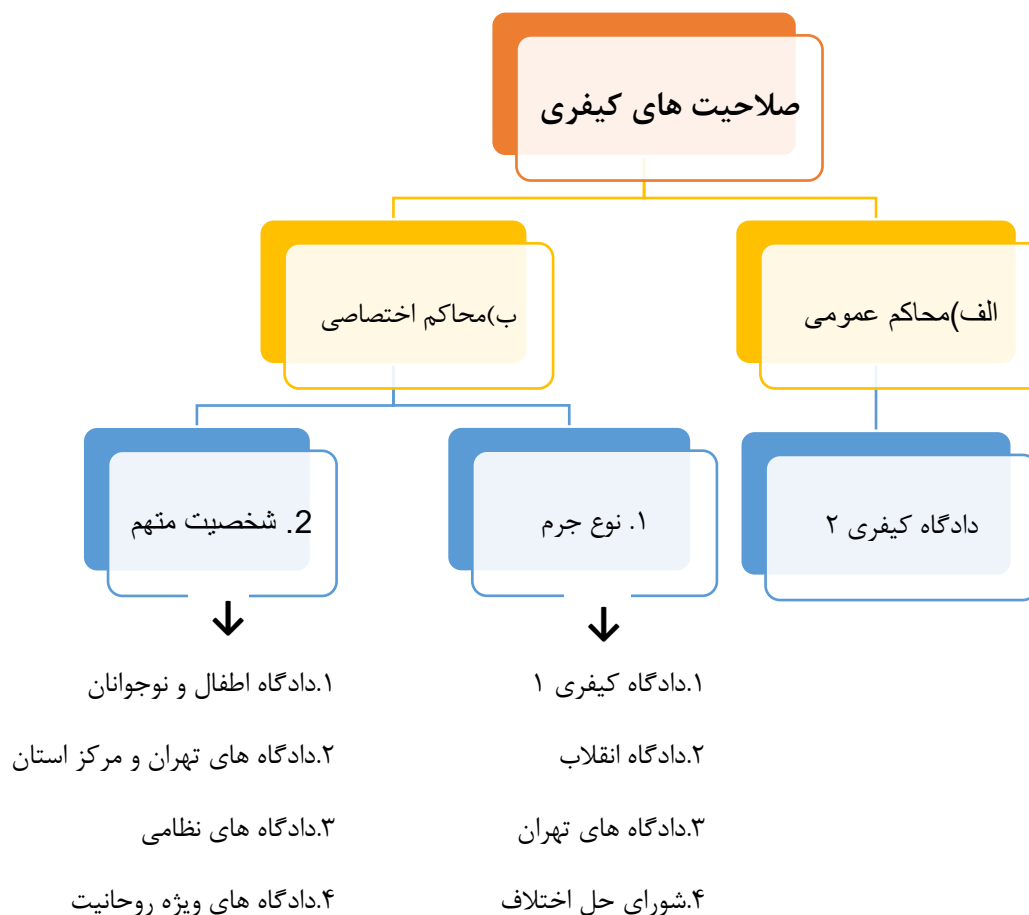 صلاحیت های کیفری
الف)محاکم عمومی
ب)محاکم اختصاصی
دادگاه کیفری ۲
۱. نوع جرم
2. شخصیت متهم
۱.دادگاه کیفری ۱
۲.دادگاه انقلاب
۳.دادگاه های تهران
۴.شورای حل اختلاف
۱.دادگاه اطفال و نوجوانان
۲.دادگاه های تهران و مرکز استان
۳.دادگاه های نظامی
۴.دادگاه های ویژه روحانیت